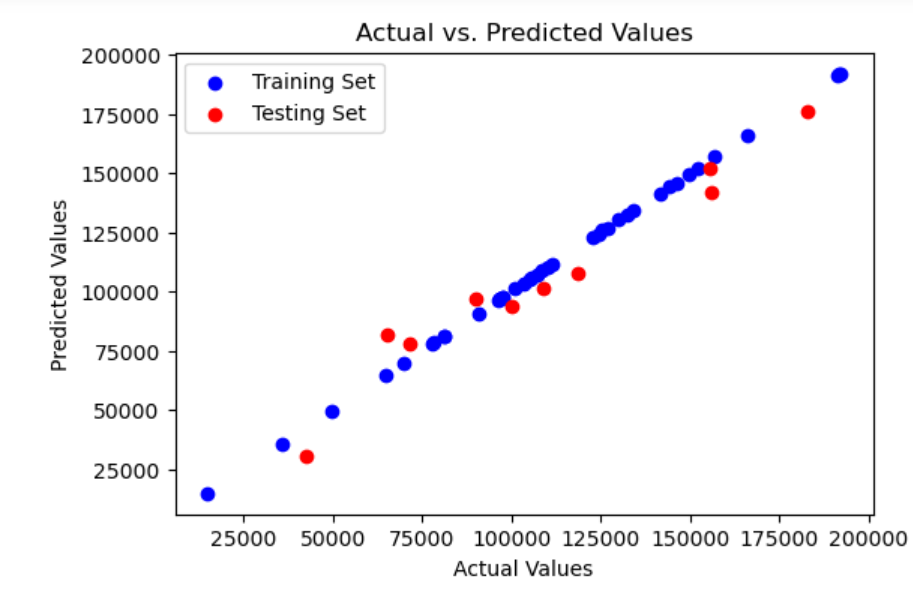 Actual vs. Predicted Values
200000
175000
150000
125000
100000
75000
50000
25000
Predicted Values
Training Set
Testing Set
25000 50000 75000 100000 125000 150000 175000 200000
Actual Values